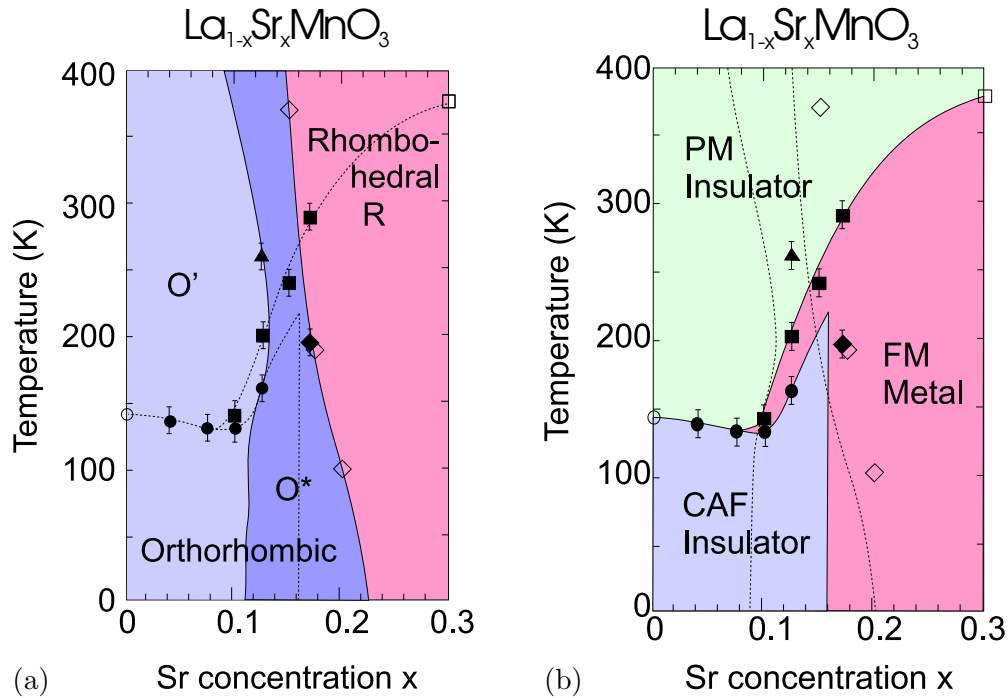 La₁₋ₓSrₓMnO₃
400
300
200
100
0
0
0.1
0.2
0.3
Temperature (K)
Rhombo-
hedral
R
O’
O*
Orthorhombic
(a)
Sr concentration x
La₁₋ₓSrₓMnO₃
400
300
200
100
0
0
0.1
0.2
0.3
Temperature (K)
PM
Insulator
FM
Metal
CAF
Insulator
(b)
Sr concentration x